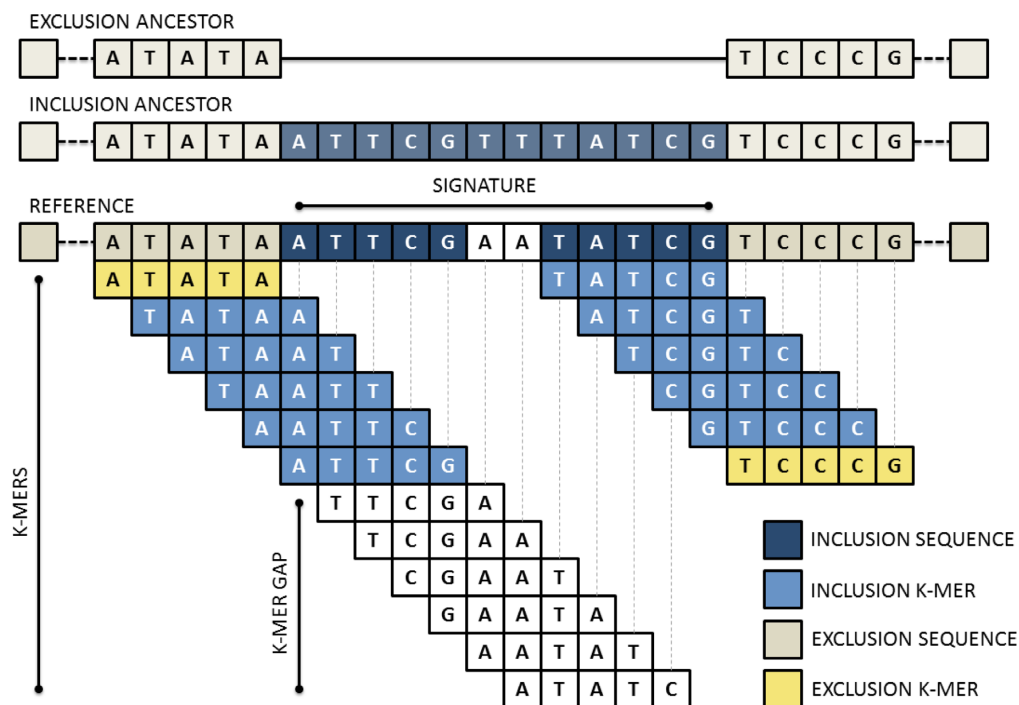 EXCLUSION ANCESTOR
A T A T A T C C C G
INCLUSION ANCESTOR
A T A T A A T T C G T T T A T C G T C C C G
SIGNATURE
REFERENCE
A T A T A A T T C G A A T A T C G T C C C G
A T A T A T A T C G
T A T A A A T C G T
A T A A T T C G T C
T A A T T C G T C C
A A T T C G T C C C
A T T C G T C C C G
T T C G A
T C G A A
C G A A T
G A A T A
A A T A T
A T A T C
K-MERS
K-MER GAP
INCLUSION SEQUENCE
INCLUSION K-MER
EXCLUSION SEQUENCE
EXCLUSION K-MER